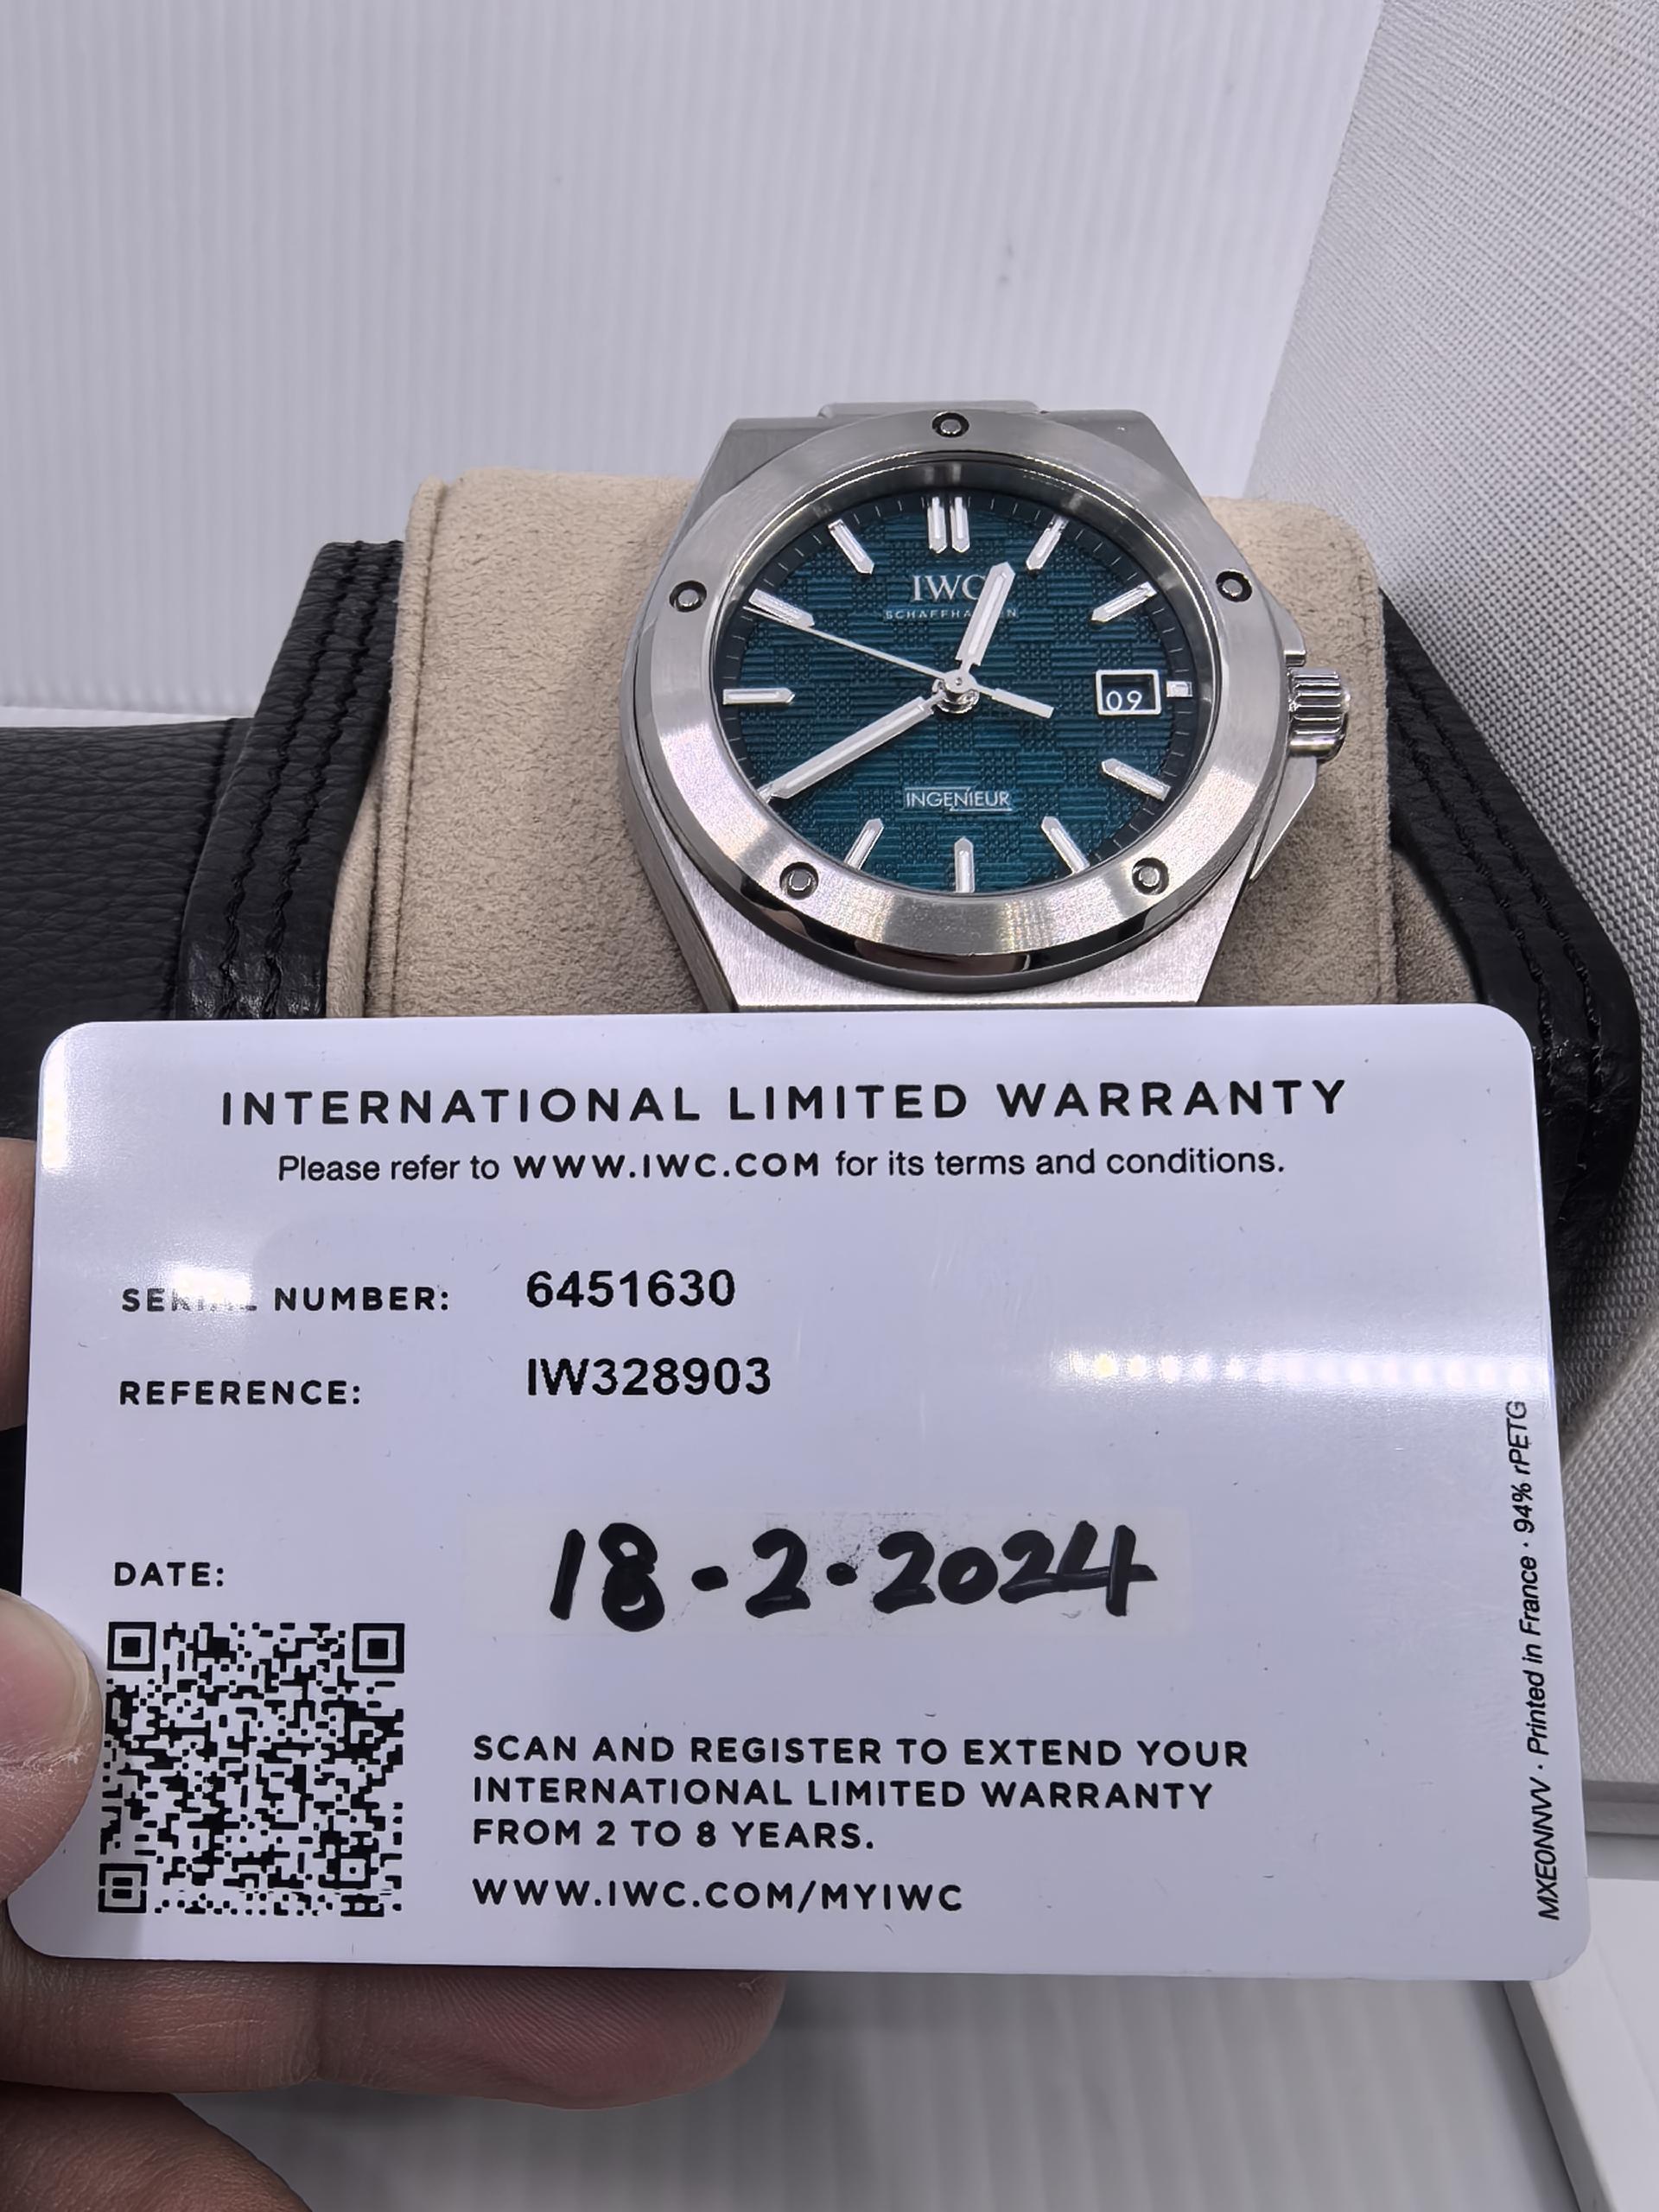 IWC
SCHAFFHAUSEN
09
INGENIEUR
INTERNATIONAL LIMITED WARRANTY
Please refer to WWW.IWC.COM for its terms and conditions.
SERIAL NUMBER: 6451630
REFERENCE: IW328903
DATE: 18-2-2024
SCAN AND REGISTER TO EXTEND YOUR
INTERNATIONAL LIMITED WARRANTY
FROM 2 TO 8 YEARS.
WWW.IWC.COM/MYIWC
MXE0NNVV · Printed in France · 94% rPETG